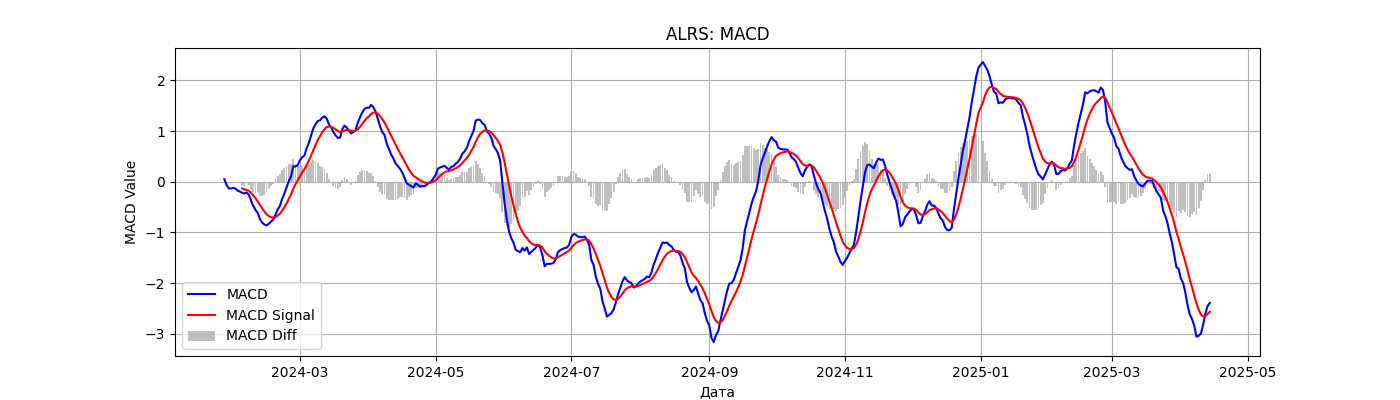 ALRS: MACD
MACD Value
2
1
0
−1
−2
−3
MACD
MACD Signal
MACD Diff
2024-03
2024-05
2024-07
2024-09
2024-11
2025-01
2025-03
2025-05
Дата